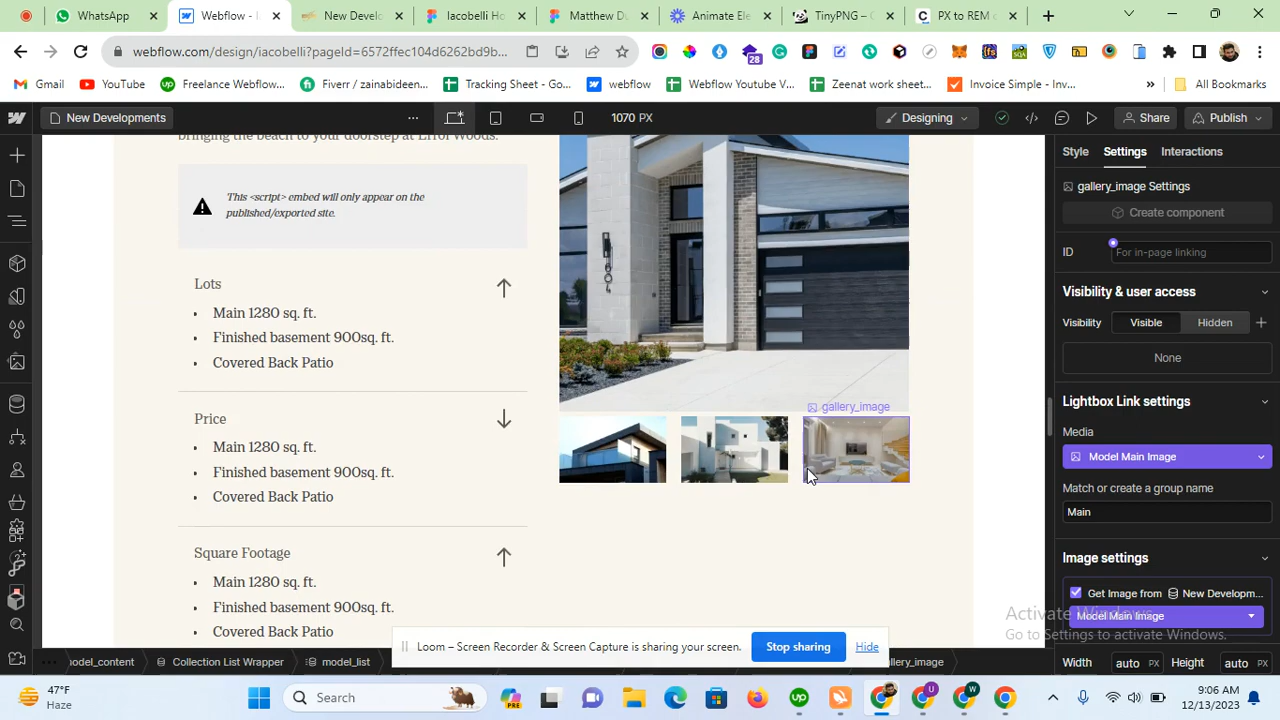 WhatsApp
Webflow - I
New Develo
Iacobelli Ho
Matthew Du
Animate Ele
TinyPNG – C
PX to REM c
webflow.com/design/iacobelli?pageId=6572ffec104d6262bd9b...
28
Gmail
YouTube
Freelance Webflow...
Fiverr / zainabideen...
Tracking Sheet - Go...
webflow
Webflow Youtube V...
Zeenat work sheet...
Invoice Simple - Inv...
»
All Bookmarks
New Developments
...
1070 PX
Designing
Share
Publish
bringing the beach to your doorstep at Errol Woods.
This <script> embed will only appear on the
published/exported site.
Lots
• Main 1280 sq. ft.
• Finished basement 900sq. ft.
• Covered Back Patio
Price
• Main 1280 sq. ft.
• Finished basement 900sq. ft.
• Covered Back Patio
Square Footage
• Main 1280 sq. ft.
• Finished basement 900sq. ft.
• Covered Back Patio
gallery_image
Style
Settings
Interactions
gallery_image Settings
Create component
ID
For in-page linking
Visibility & user access
Visibility
Visible
Hidden
None
Lightbox Link settings
Media
Model Main Image
Match or create a group name
Main
Image settings
Get Image from
New Developm...
Model Main Image
Width
auto PX
Height
auto PX
Activate Windows
Go to Settings to activate Windows.
Loom – Screen Recorder & Screen Capture is sharing your screen.
Stop sharing
Hide
...
model_content
Collection List Wrapper
model_list
gallery_image
47°F
Haze
Search
9:06 AM
12/13/2023